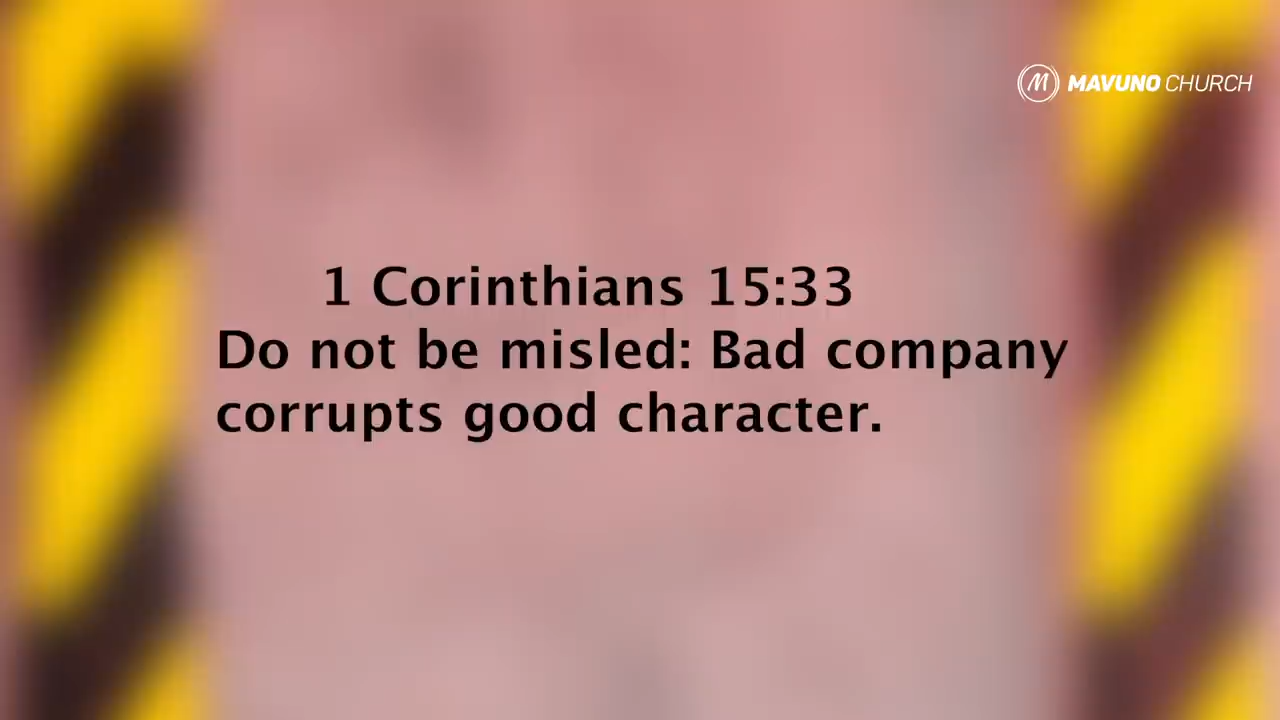 MAVUNO CHURCH
1 Corinthians 15:33
Do not be misled: Bad company
corrupts good character.